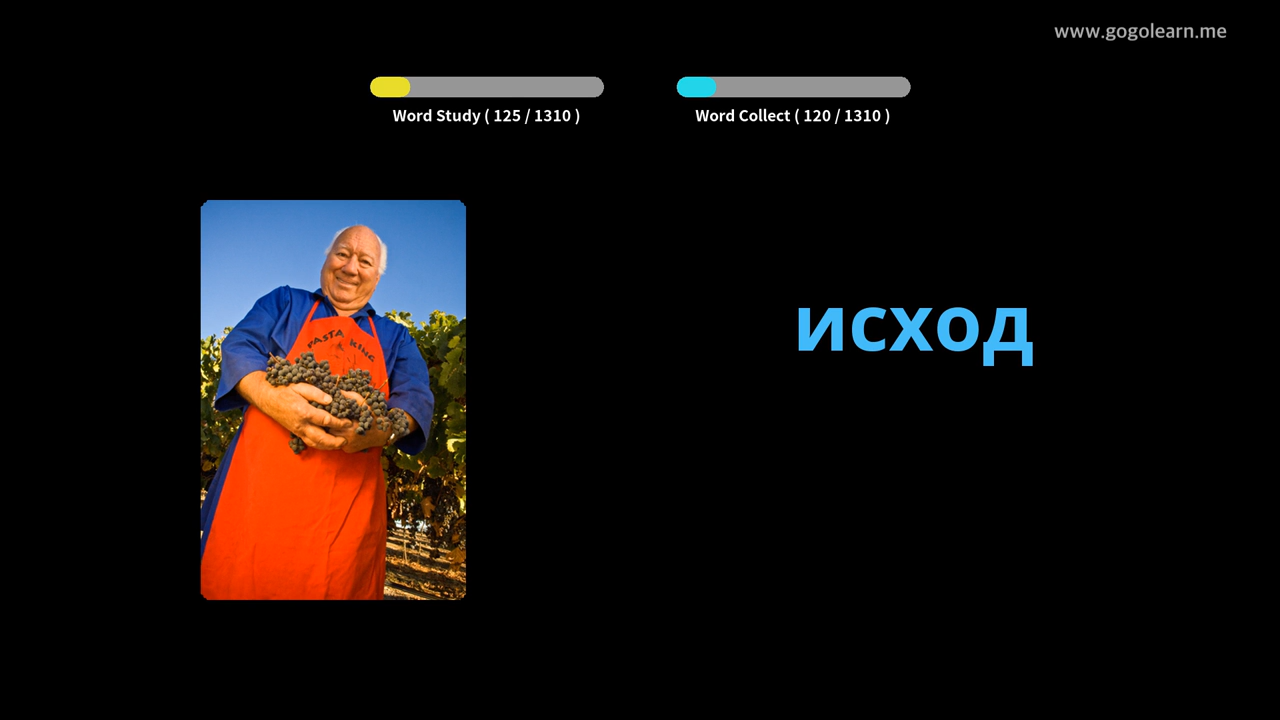 www.gogolearn.me
Word Study ( 125 / 1310 )
Word Collect ( 120 / 1310 )
PASTA KING
исход